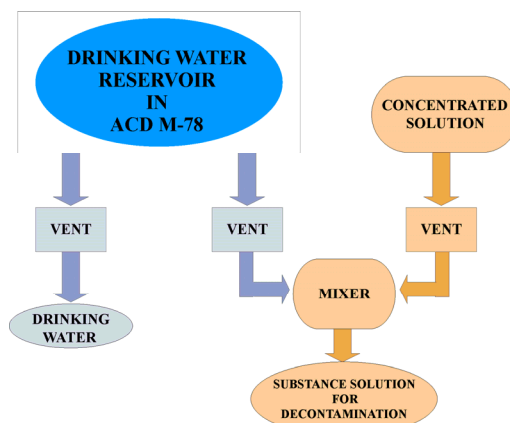 DRINKING WATER
RESERVOIR
IN
ACD M-78
CONCENTRATED
SOLUTION
VENT
VENT
VENT
MIXER
DRINKING
WATER
SUBSTANCE SOLUTION
FOR
DECONTAMINATION